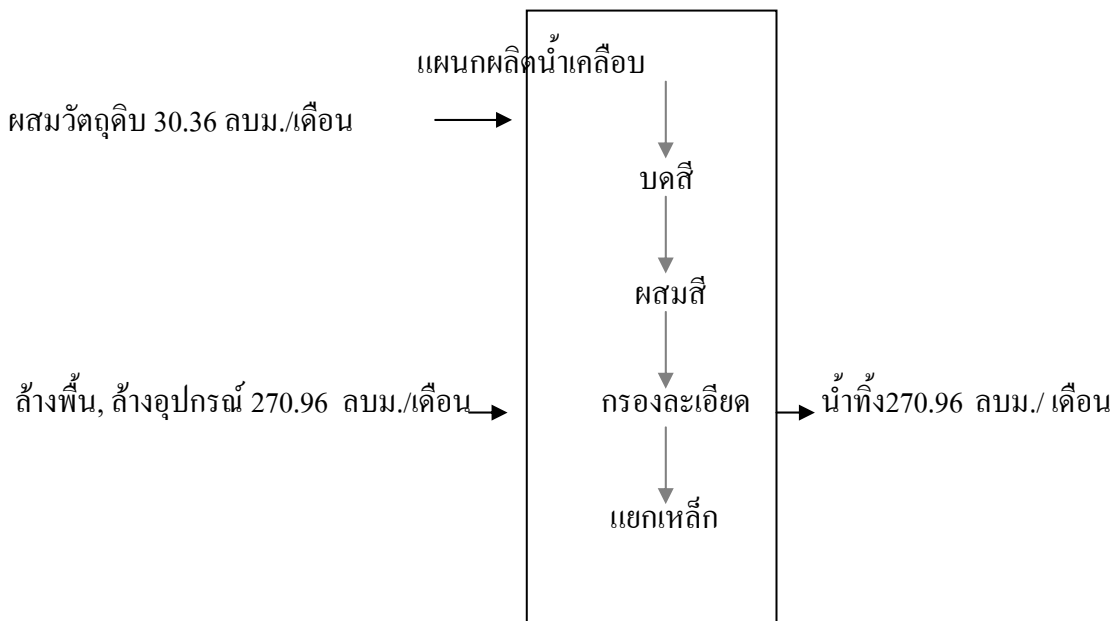 แผนกผลิตน้ำเคลือบ
ผสมวัตถุดิบ 30.36 ลบม./เดือน
บดสี
ผสมสี
ล้างพื้น, ล้างอุปกรณ์ 270.96 ลบม./เดือน
กรองละเอียด
น้ำทิ้ง270.96 ลบม./ เดือน
แยกเหล็ก